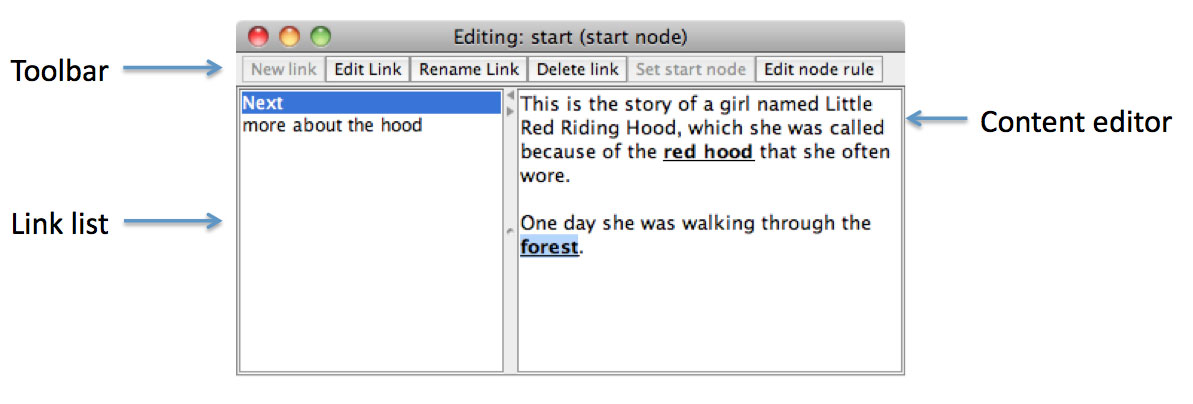 Editing: start (start node)
Toolbar
New link Edit Link Rename Link Delete link Set start node Edit node rule
Next
more about the hood
This is the story of a girl named Little
Red Riding Hood, which she was called
because of the red hood that she often
wore.
One day she was walking through the
forest.
Content editor
Link list